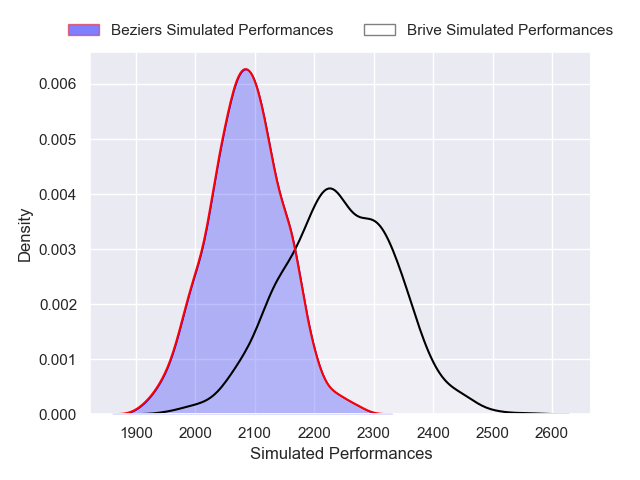 Beziers Simulated Performances
Brive Simulated Performances
0.006
0.005
0.004
0.003
0.002
0.001
0.000
Density
1900 2000 2100 2200 2300 2400 2500 2600
Simulated Performances